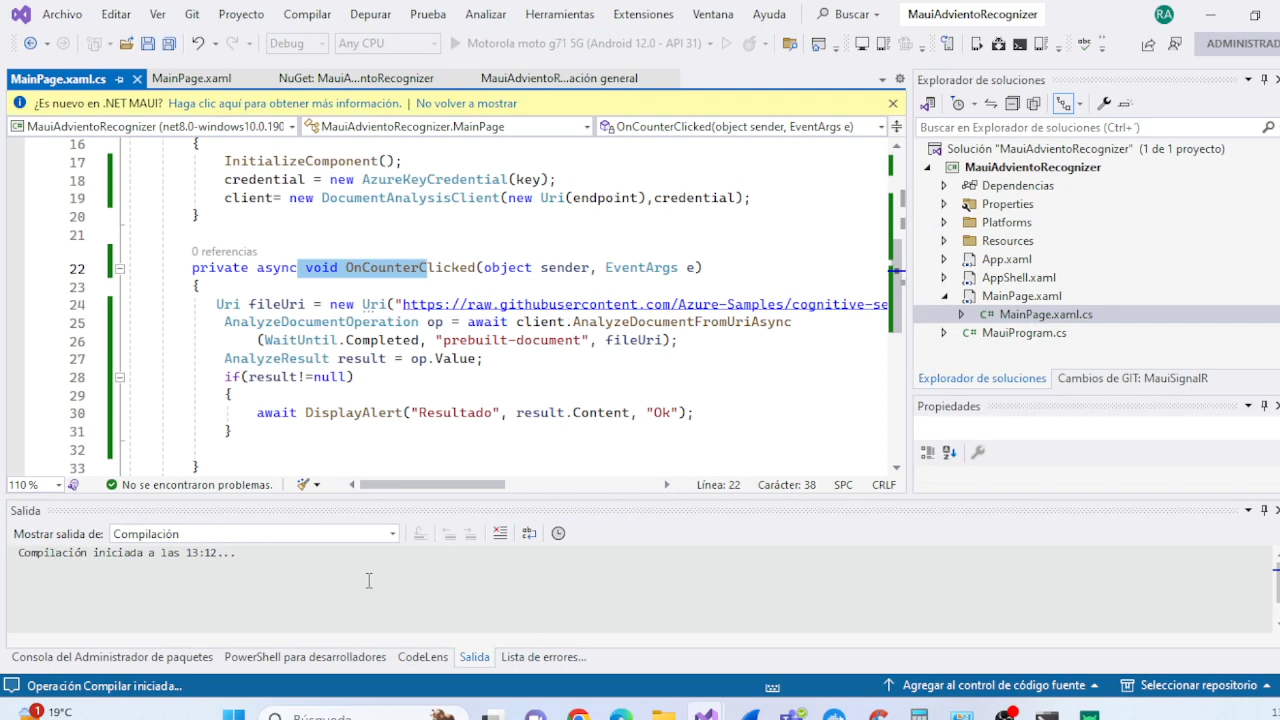 Archivo Editar Ver Git Proyecto Compilar Depurar Prueba Analizar Herramientas Extensiones Ventana Ayuda Buscar MauiAdvientoRecognizer RA
Debug Any CPU Motorola moto g71 5G (Android 12.0 - API 31) ADMINISTRAD
MainPage.xaml.cs MainPage.xaml NuGet: MauiA...ntoRecognizer MauiAdvientoR...ación general
¿Es nuevo en .NET MAUI? Haga clic aquí para obtener más información. | No volver a mostrar
MauiAdvientoRecognizer (net8.0-windows10.0.190 MauiAdvientoRecognizer.MainPage OnCounterClicked(object sender, EventArgs e)
16 {
17 InitializeComponent();
18 credential = new AzureKeyCredential(key);
19 client= new DocumentAnalysisClient(new Uri(endpoint),credential);
20 }
21
0 referencias
22 private async void OnCounterClicked(object sender, EventArgs e)
23 {
24 Uri fileUri = new Uri("https://raw.githubusercontent.com/Azure-Samples/cognitive-se
25 AnalyzeDocumentOperation op = await client.AnalyzeDocumentFromUriAsync
26 (WaitUntil.Completed, "prebuilt-document", fileUri);
27 AnalyzeResult result = op.Value;
28 if(result!=null)
29 {
30 await DisplayAlert("Resultado", result.Content, "Ok");
31 }
32
33 }
110 % No se encontraron problemas. Línea: 22 Carácter: 38 SPC CRLF
Explorador de soluciones
Buscar en Explorador de soluciones (Ctrl+´)
Solución "MauiAdvientoRecognizer" (1 de 1 proyecto)
MauiAdvientoRecognizer
Dependencias
Properties
Platforms
Resources
App.xaml
AppShell.xaml
MainPage.xaml
C# MainPage.xaml.cs
C# MauiProgram.cs
Explorador de soluciones Cambios de GIT: MauiSignalR
Propiedades
Salida
Mostrar salida de: Compilación
Compilación iniciada a las 13:12...
Consola del Administrador de paquetes PowerShell para desarrolladores CodeLens Salida Lista de errores...
Operación Compilar iniciada... Agregar al control de código fuente Seleccionar repositorio
1 19°C Búsqueda